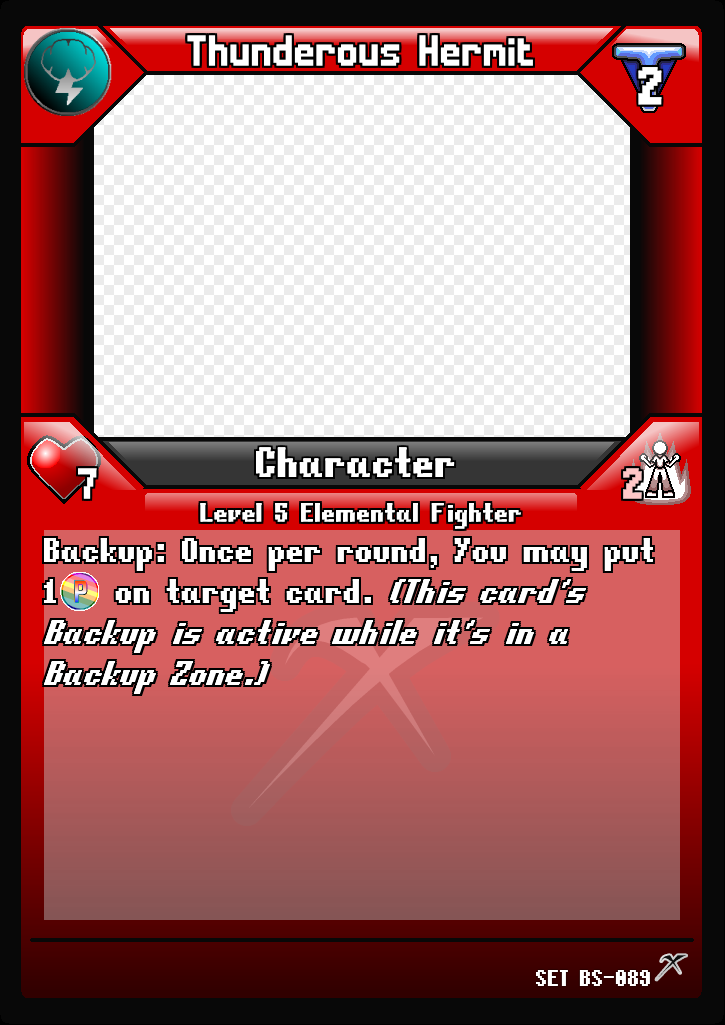 Thunderous Hermit
2
Character
7
2
Level 5 Elemental Fighter
Backup: Once per round, You may put
1 P on target card. (This card's
Backup is active while it's in a
Backup Zone.)
SET BS-089